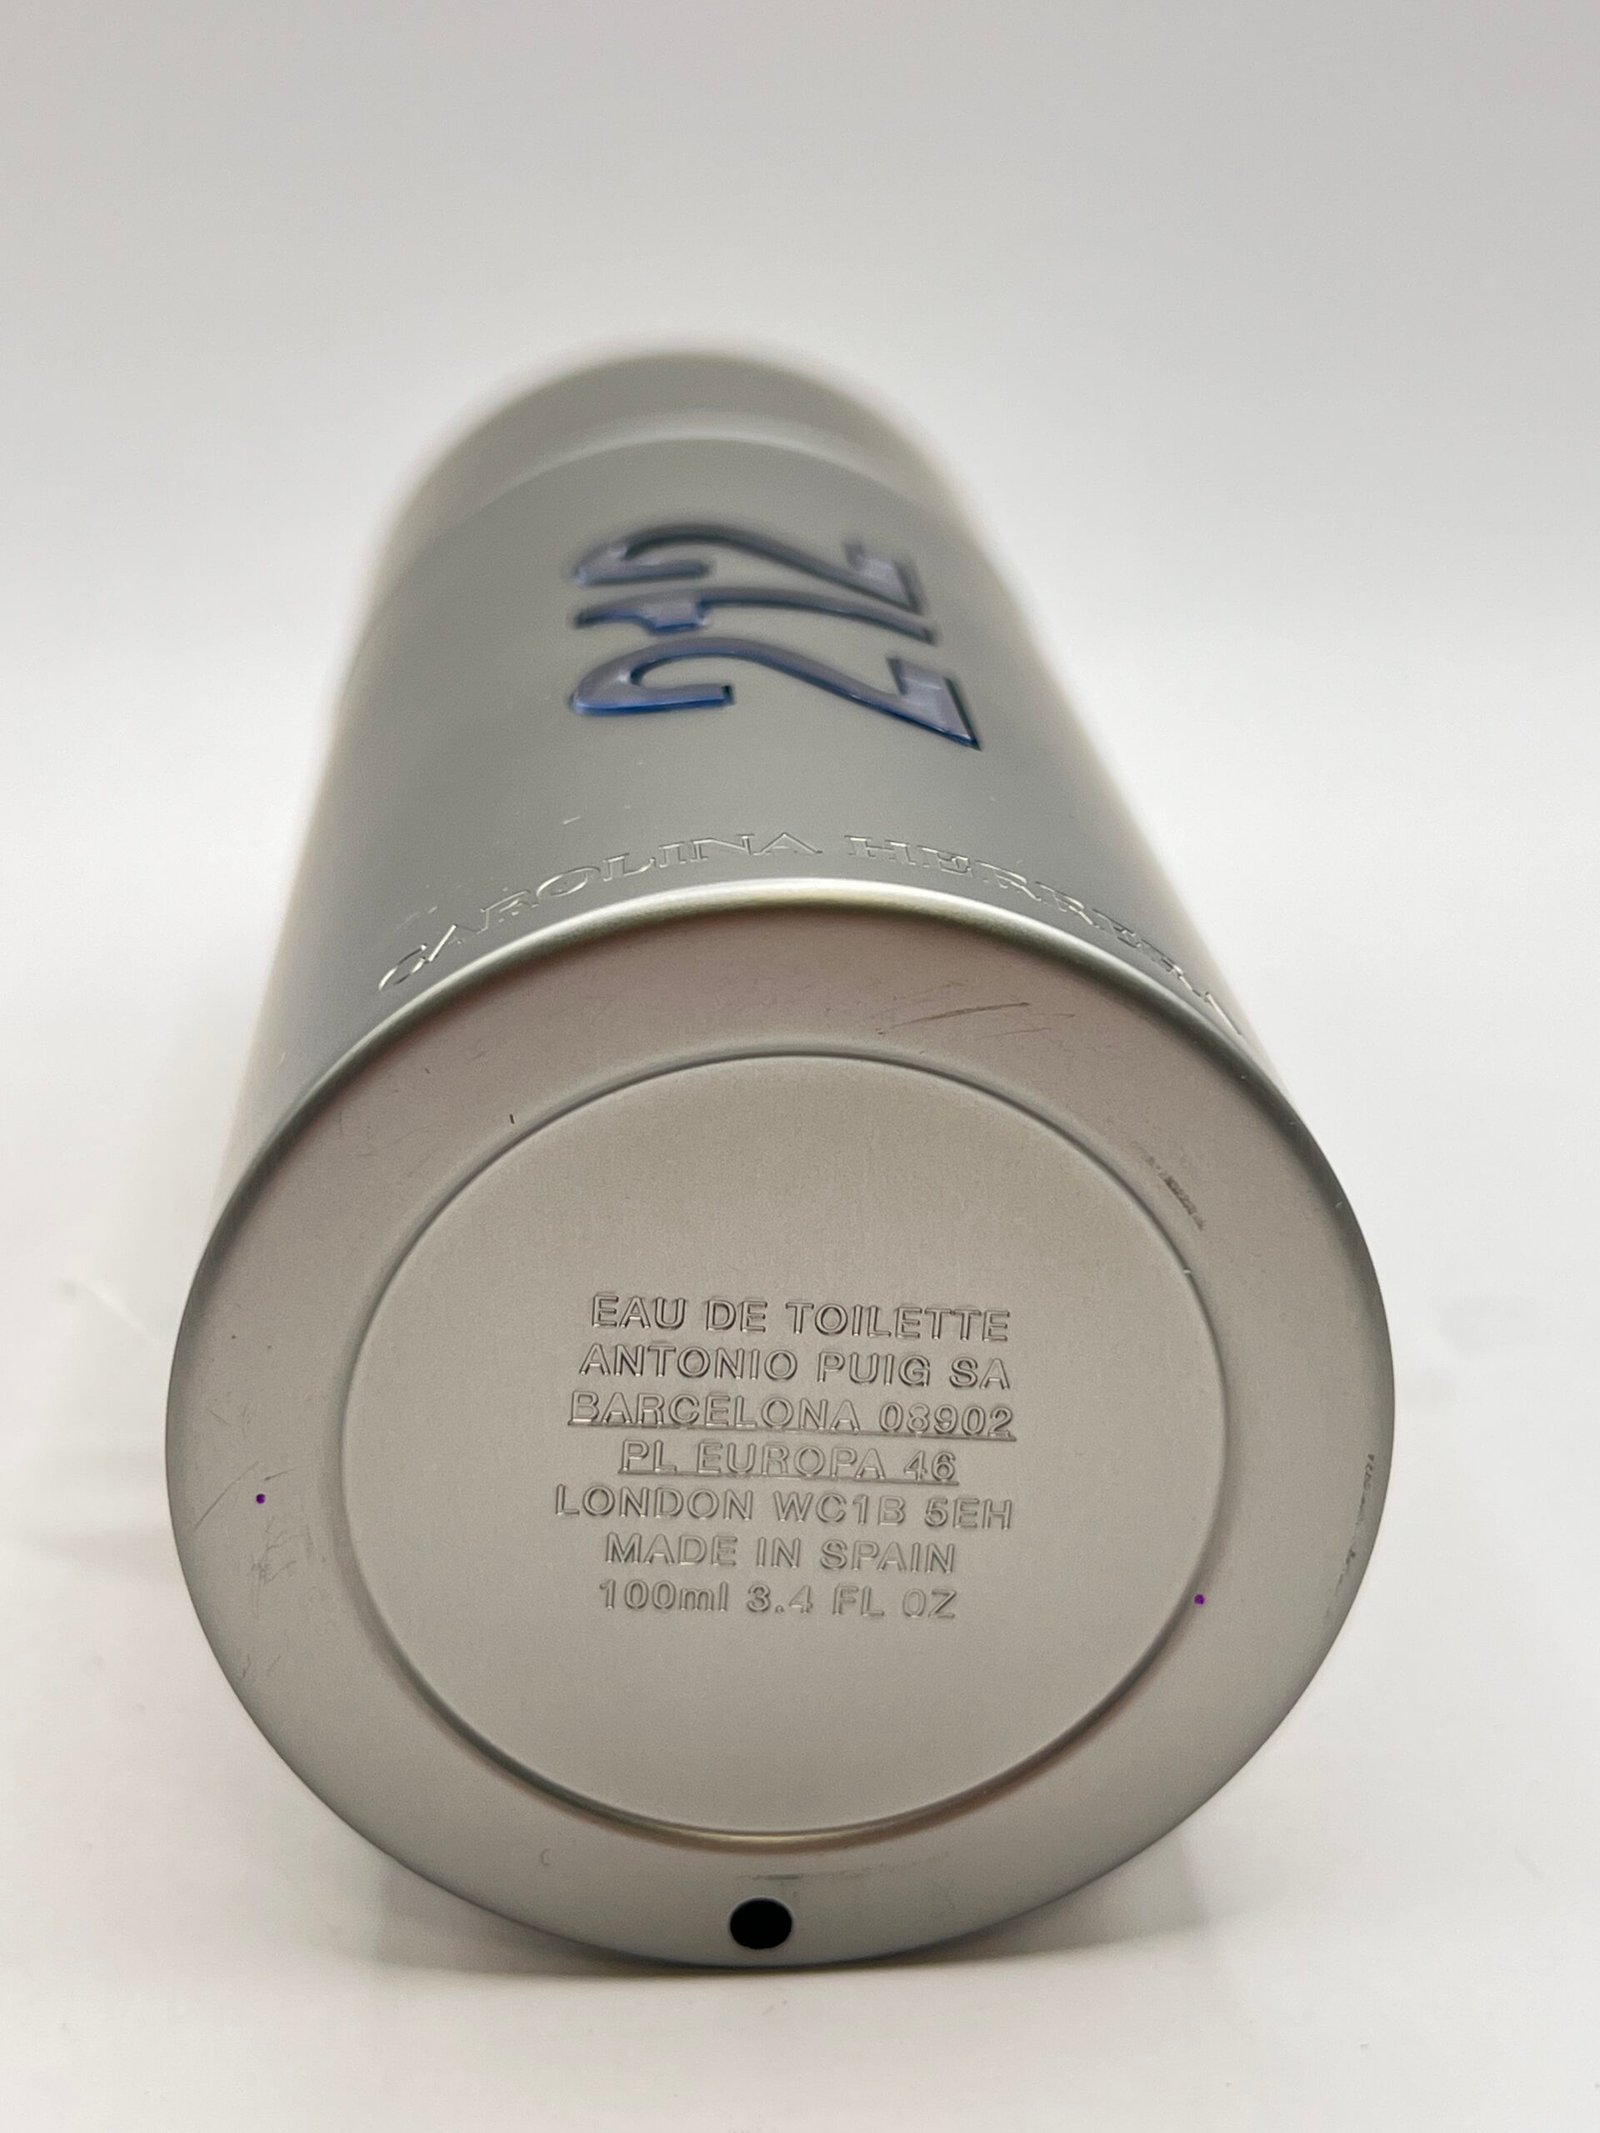 212
CAROLINA HERRERA
EAU DE TOILETTE
ANTONIO PUIG SA
BARCELONA 08902
PL EUROPA 46
LONDON WC1B 5EH
MADE IN SPAIN
100ml 3.4 FL OZ